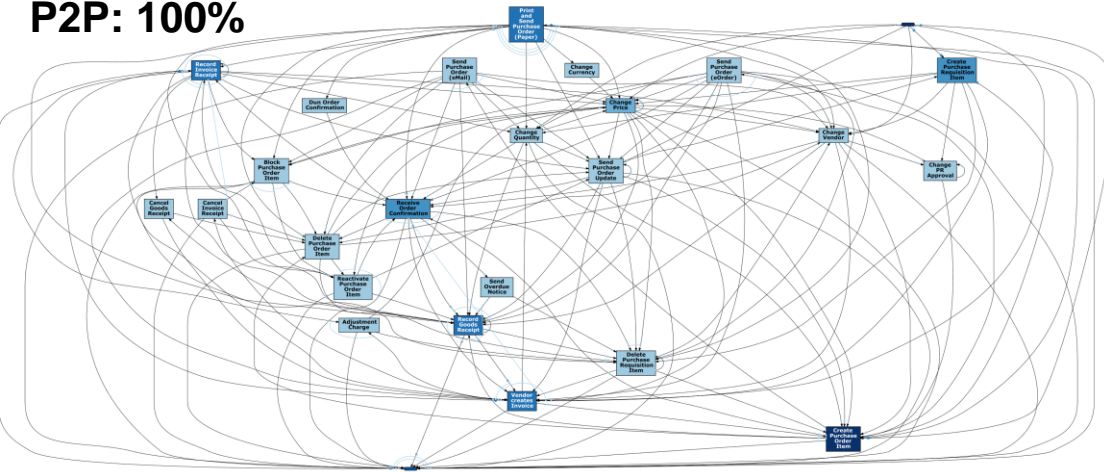 P2P: 100%
Print
and
Send
Purchase
Order
(Paper)
Record
Invoice
Receipt
Send
Purchase
Order
(eMail)
Change
Currency
Send
Purchase
Order
(eOrder)
Create
Purchase
Requisition
Item
Dun Order
Confirmation
Change
Price
Change
Quantity
Change
Vendor
Block
Purchase
Order
Item
Send
Purchase
Order
Update
Change
PR
Approval
Cancel
Goods
Receipt
Cancel
Invoice
Receipt
Receive
Order
Confirmation
Delete
Purchase
Order
Item
Reactivate
Purchase
Order
Item
Send
Overdue
Notice
Adjustment
Charge
Record
Goods
Receipt
Delete
Purchase
Requisition
Item
Vendor
creates
Invoice
Create
Purchase
Order
Item